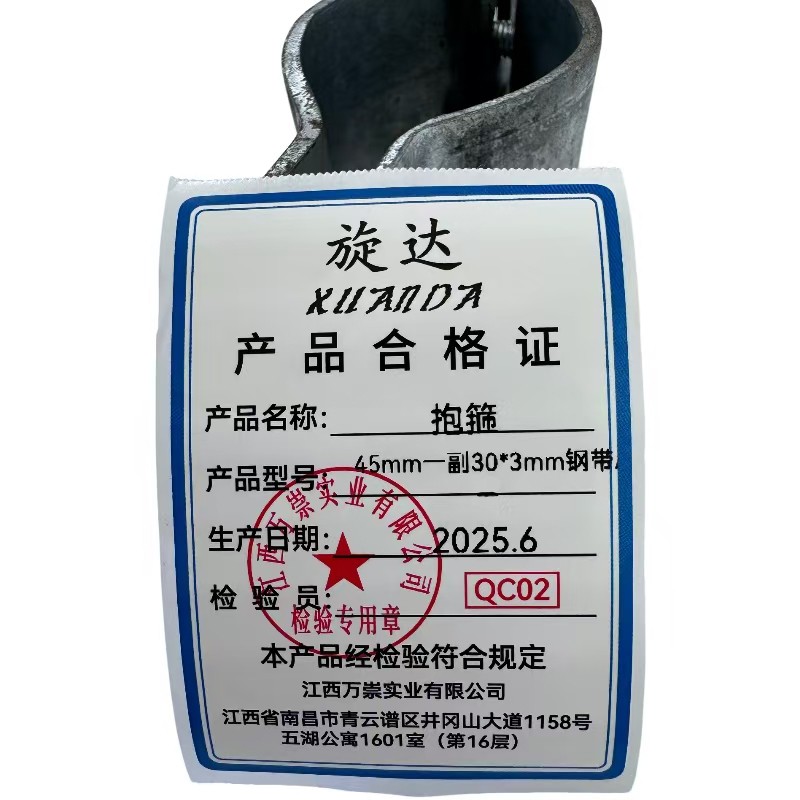 旋达
XUANDA
产品合格证
产品名称: 抱箍
产品型号: 45mm一副30*3mm钢带
生产日期: 2025.6
检验员: QC02
江西万崇实业有限公司
检验专用章
本产品经检验符合规定
江西万崇实业有限公司
江西省南昌市青云谱区井冈山大道1158号
五湖公寓1601室（第16层）